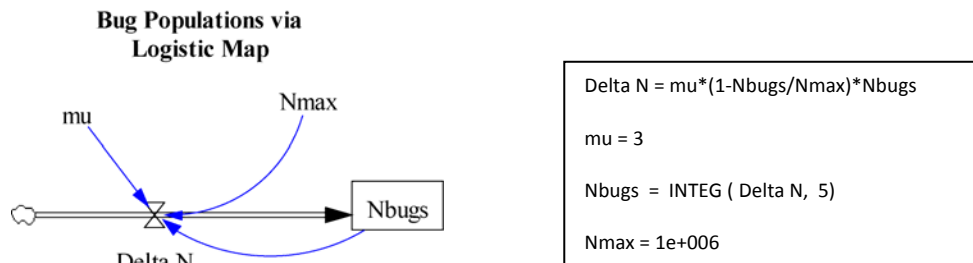 Bug Populations via
Logistic Map
mu
Nmax
Nbugs
Delta N
Delta N = mu*(1-Nbugs/Nmax)*Nbugs
mu = 3
Nbugs = INTEG ( Delta N, 5)
Nmax = 1e+006